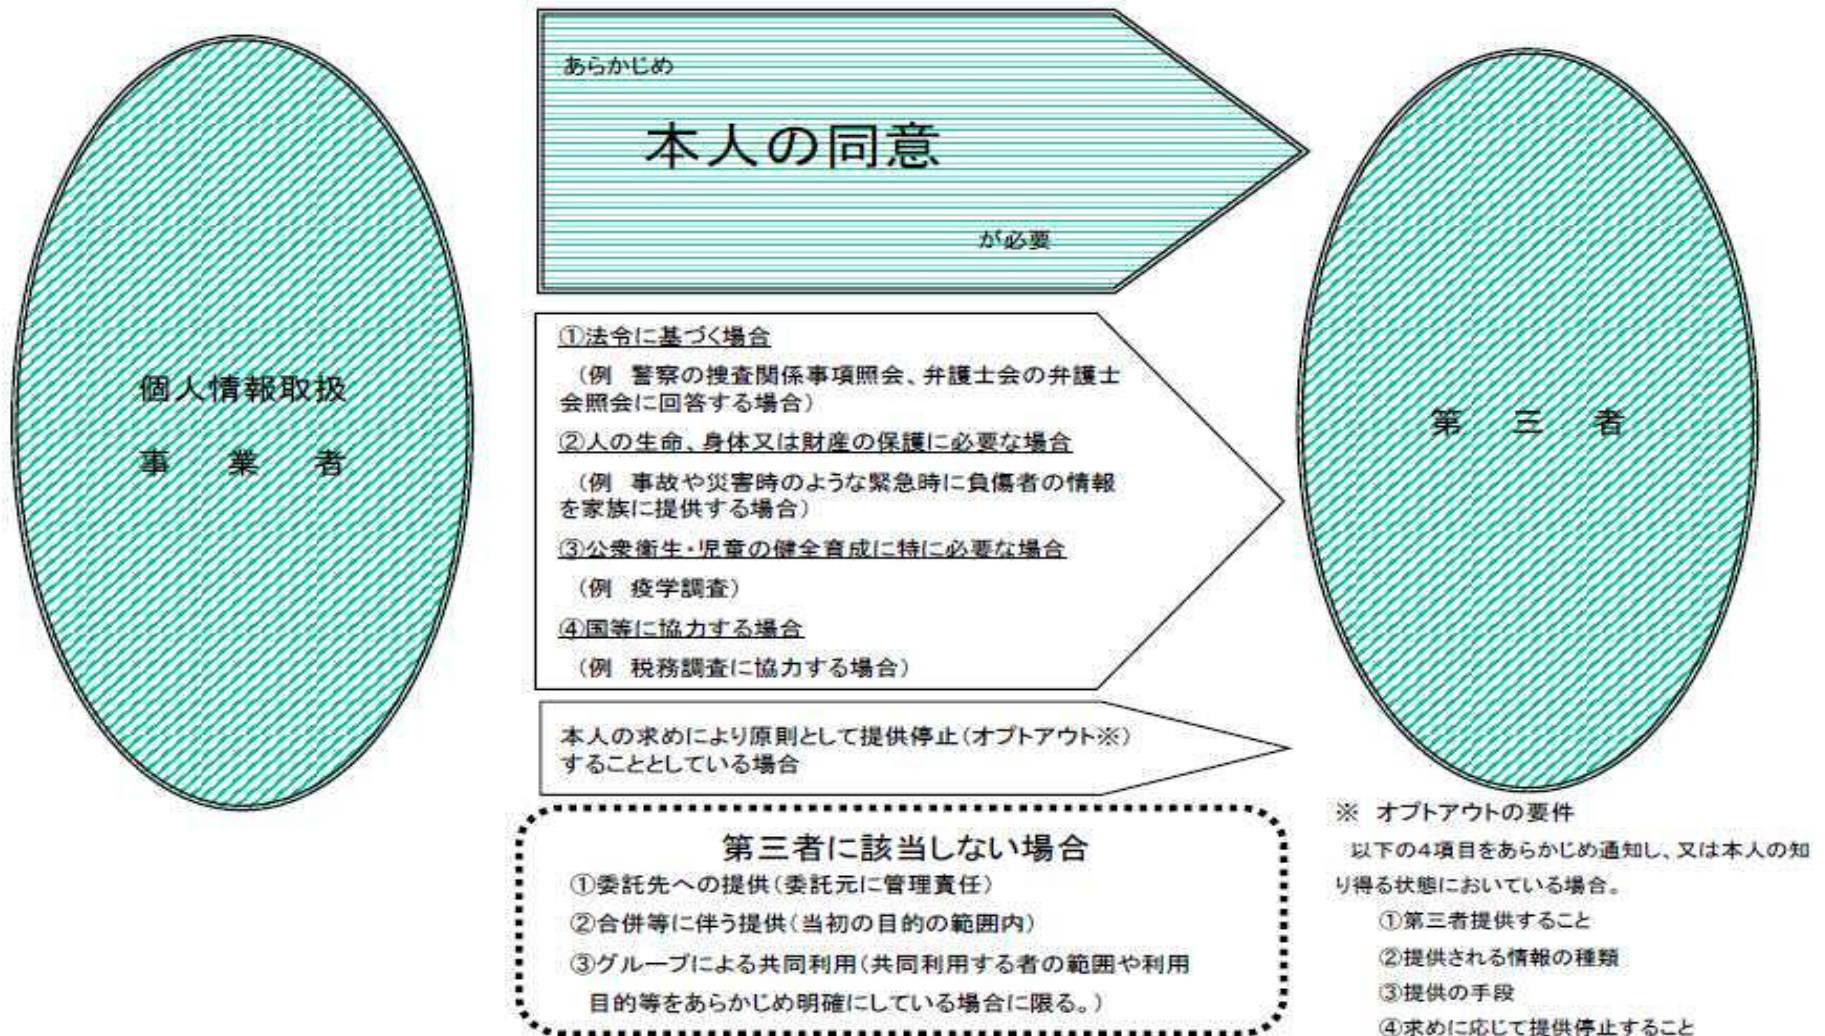 個人情報取扱
事 業 者
あらかじめ
本人の同意
が必要
①法令に基づく場合
（例 警察の捜査関係事項照会、弁護士会の弁護士
会照会に回答する場合）
②人の生命、身体又は財産の保護に必要な場合
（例 事故や災害時のような緊急時に負傷者の情報
を家族に提供する場合）
③公衆衛生・児童の健全育成に特に必要な場合
（例 疫学調査）
④国等に協力する場合
（例 税務調査に協力する場合）
本人の求めにより原則として提供停止（オプトアウト※）
することとしている場合
第三者に該当しない場合
①委託先への提供（委託元に管理責任）
②合併等に伴う提供（当初の目的の範囲内）
③グループによる共同利用（共同利用する者の範囲や利用
目的等をあらかじめ明確にしている場合に限る。）
第 三 者
※ オプトアウトの要件
以下の4項目をあらかじめ通知し、又は本人の知
り得る状態においている場合。
①第三者提供すること
②提供される情報の種類
③提供の手段
④求めに応じて提供停止すること